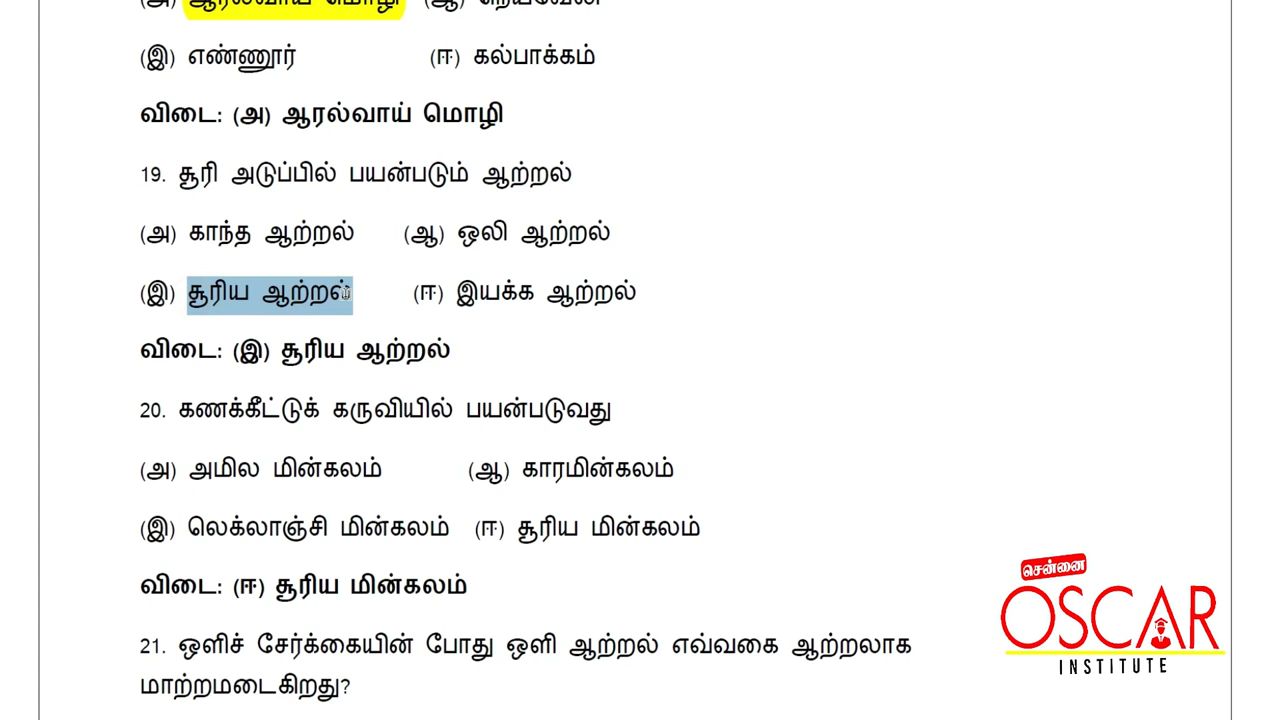 (அ) ஆரல்வாய் மொழி (ஆ) நெய்வேலி
(இ) எண்ணூர் (ஈ) கல்பாக்கம்
விடை: (அ) ஆரல்வாய் மொழி
19. சூரி அடுப்பில் பயன்படும் ஆற்றல்
(அ) காந்த ஆற்றல் (ஆ) ஒலி ஆற்றல்
(இ) சூரிய ஆற்றல் (ஈ) இயக்க ஆற்றல்
விடை: (இ) சூரிய ஆற்றல்
20. கணக்கீட்டுக் கருவியில் பயன்படுவது
(அ) அமில மின்கலம் (ஆ) காரமின்கலம்
(இ) லெக்லாஞ்சி மின்கலம் (ஈ) சூரிய மின்கலம்
விடை: (ஈ) சூரிய மின்கலம்
21. ஒளிச் சேர்க்கையின் போது ஒளி ஆற்றல் எவ்வகை ஆற்றலாக
மாற்றமடைகிறது?
சென்னை
OSCAR
INSTITUTE